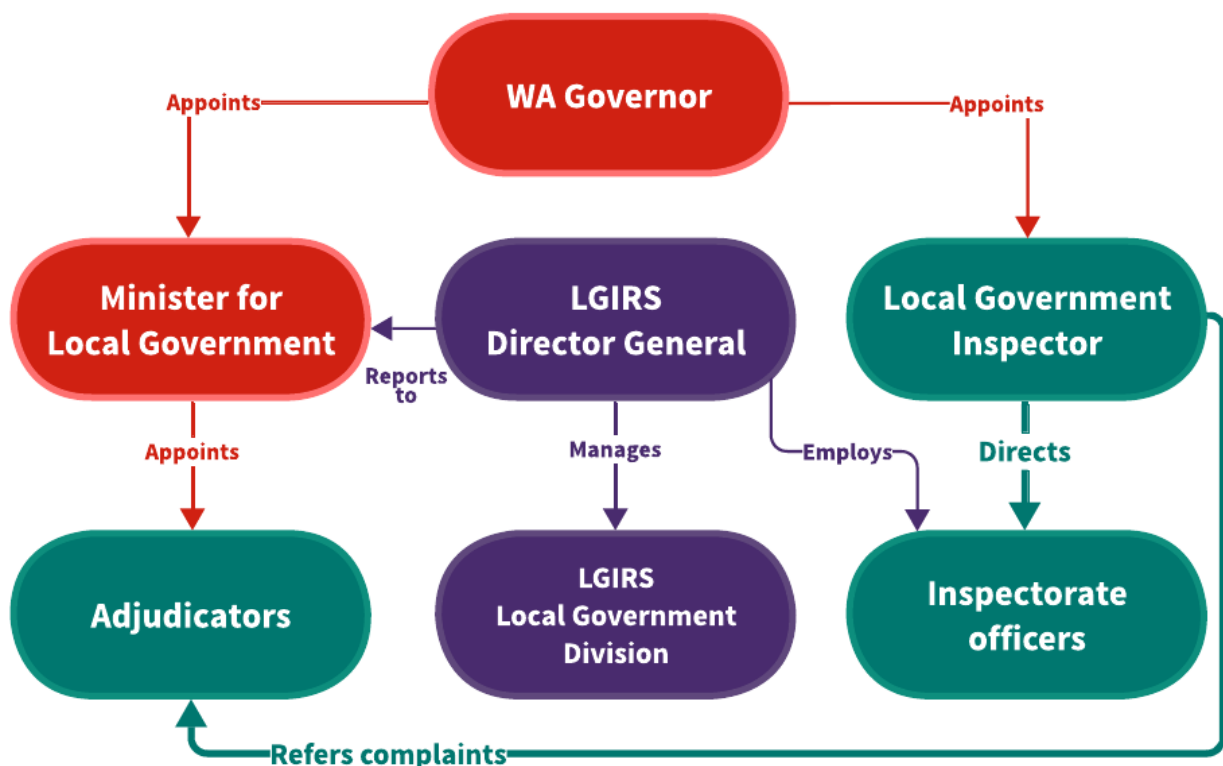 WA Governor
Appoints
Appoints
Minister for
Local Government
LGIRS
Director General
Local Government
Inspector
Reports
to
Appoints
Manages
Employs
Directs
Adjudicators
LGIRS
Local Government
Division
Inspectorate
officers
Refers complaints